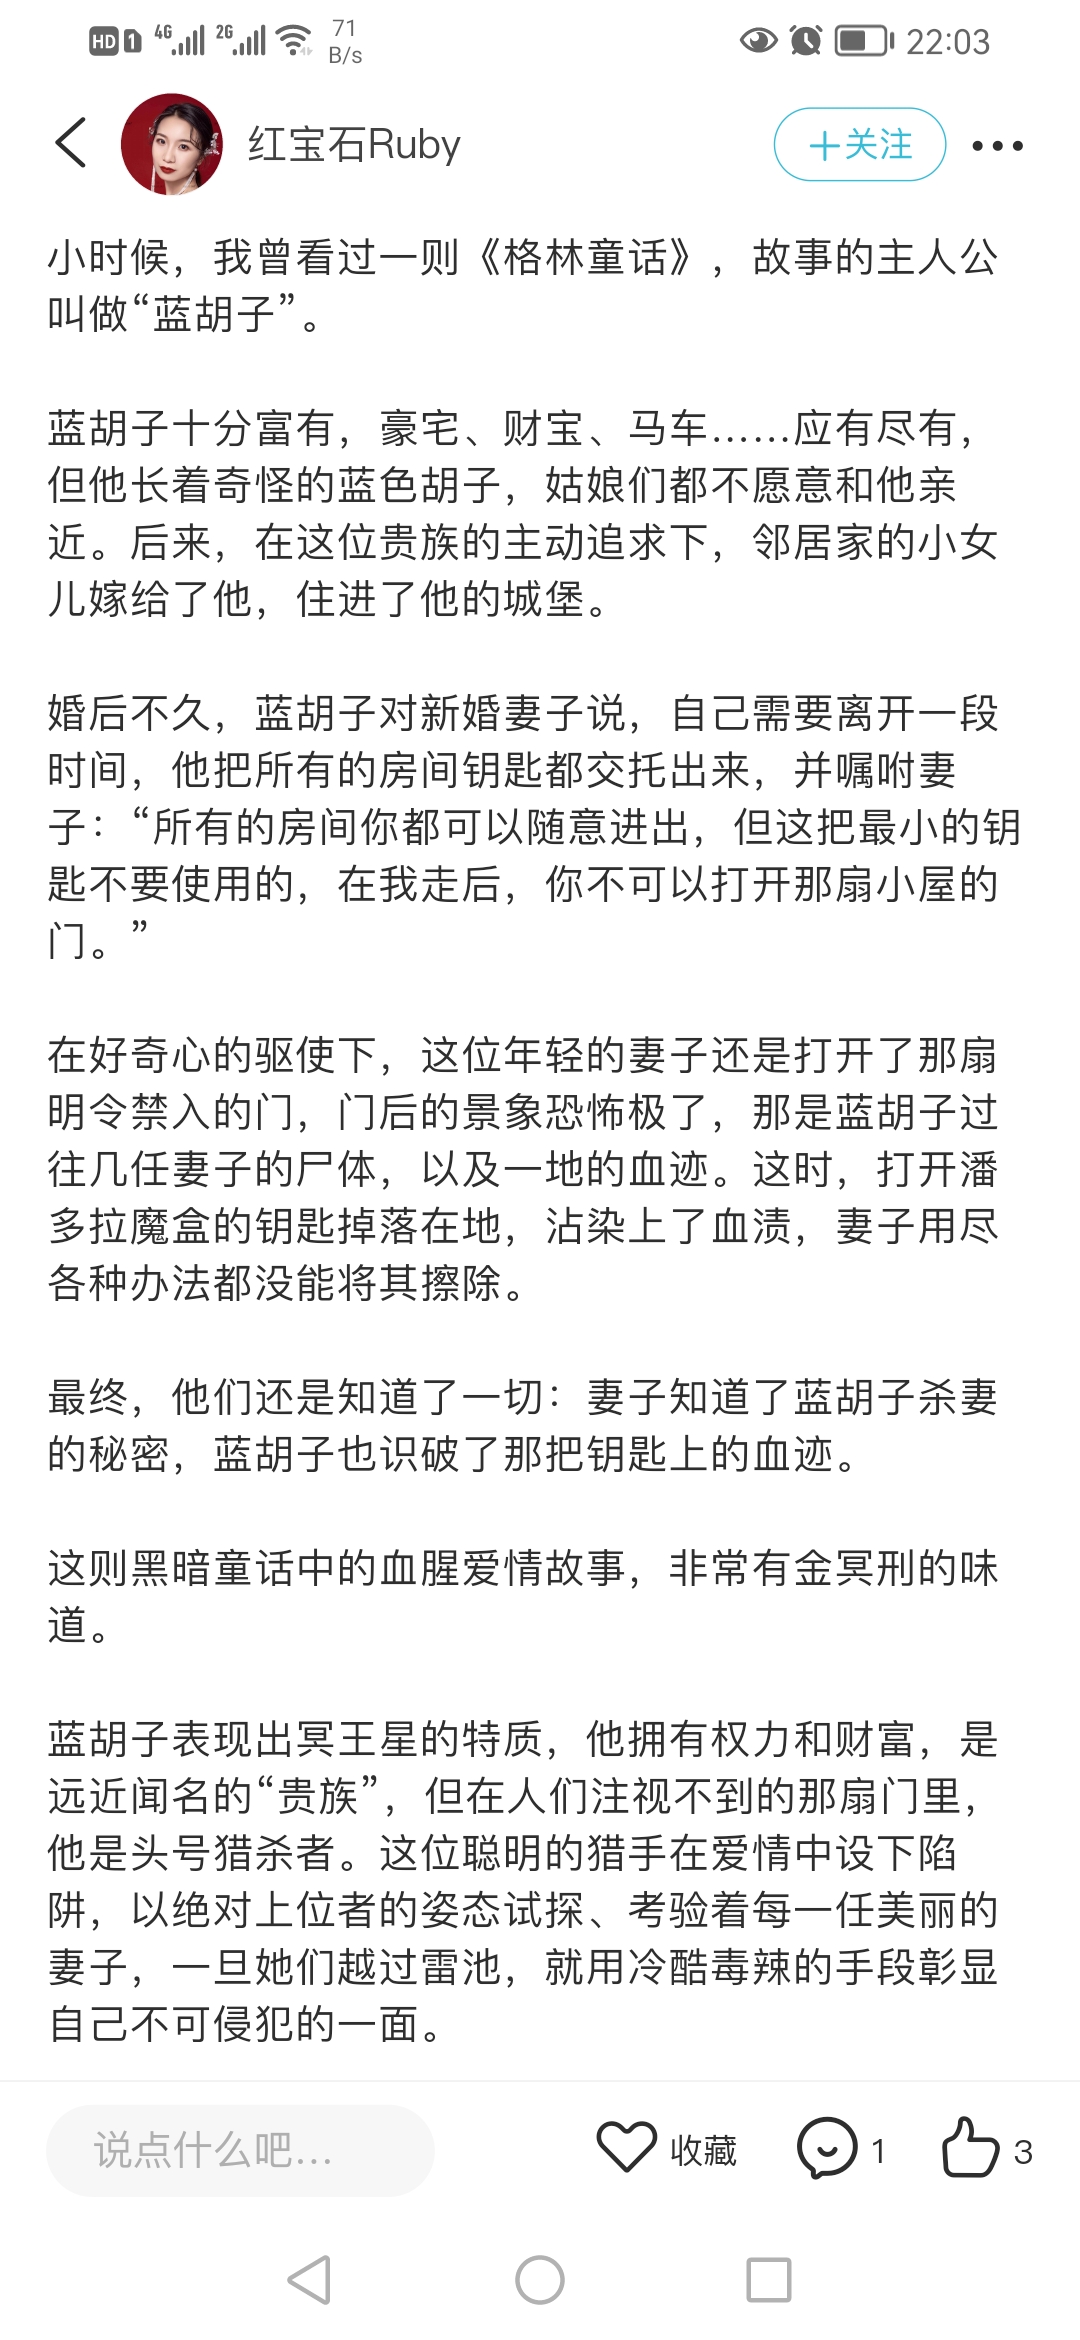 HD 1 4G 2G 71 B/s 22:03
红宝石Ruby
+关注
小时候，我曾看过一则《格林童话》，故事的主人公
叫做“蓝胡子”。
蓝胡子十分富有，豪宅、财宝、马车……应有尽有，
但他长着奇怪的蓝色胡子，姑娘们都不愿意和他亲
近。后来，在这位贵族的主动追求下，邻居家的小女
儿嫁给了他，住进了他的城堡。
婚后不久，蓝胡子对新婚妻子说，自己需要离开一段
时间，他把所有的房间钥匙都交托出来，并嘱咐妻
子：“所有的房间你都可以随意进出，但这把最小的钥
匙不要使用的，在我走后，你不可以打开那扇小屋的
门。”
在好奇心的驱使下，这位年轻的妻子还是打开了那扇
明令禁入的门，门后的景象恐怖极了，那是蓝胡子过
往几任妻子的尸体，以及一地的血迹。这时，打开潘
多拉魔盒的钥匙掉落在地，沾染上了血渍，妻子用尽
各种办法都没能将其擦除。
最终，他们还是知道了一切：妻子知道了蓝胡子杀妻
的秘密，蓝胡子也识破了那把钥匙上的血迹。
这则黑暗童话中的血腥爱情故事，非常有金冥刑的味
道。
蓝胡子表现出冥王星的特质，他拥有权力和财富，是
远近闻名的“贵族”，但在人们注视不到的那扇门里，
他是头号猎杀者。这位聪明的猎手在爱情中设下陷
阱，以绝对上位者的姿态试探、考验着每一任美丽的
妻子，一旦她们越过雷池，就用冷酷毒辣的手段彰显
自己不可侵犯的一面。
说点什么吧...
收藏
1
3